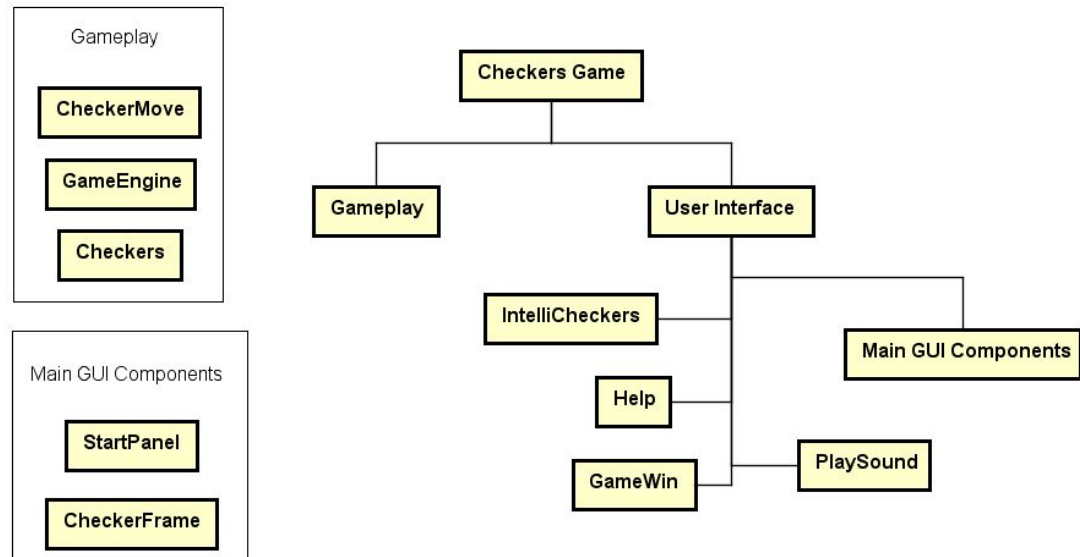 Gameplay
CheckerMove
GameEngine
Checkers
Main GUI Components
StartPanel
CheckerFrame
Checkers Game
Gameplay
User Interface
IntelliCheckers
Main GUI Components
Help
PlaySound
GameWin